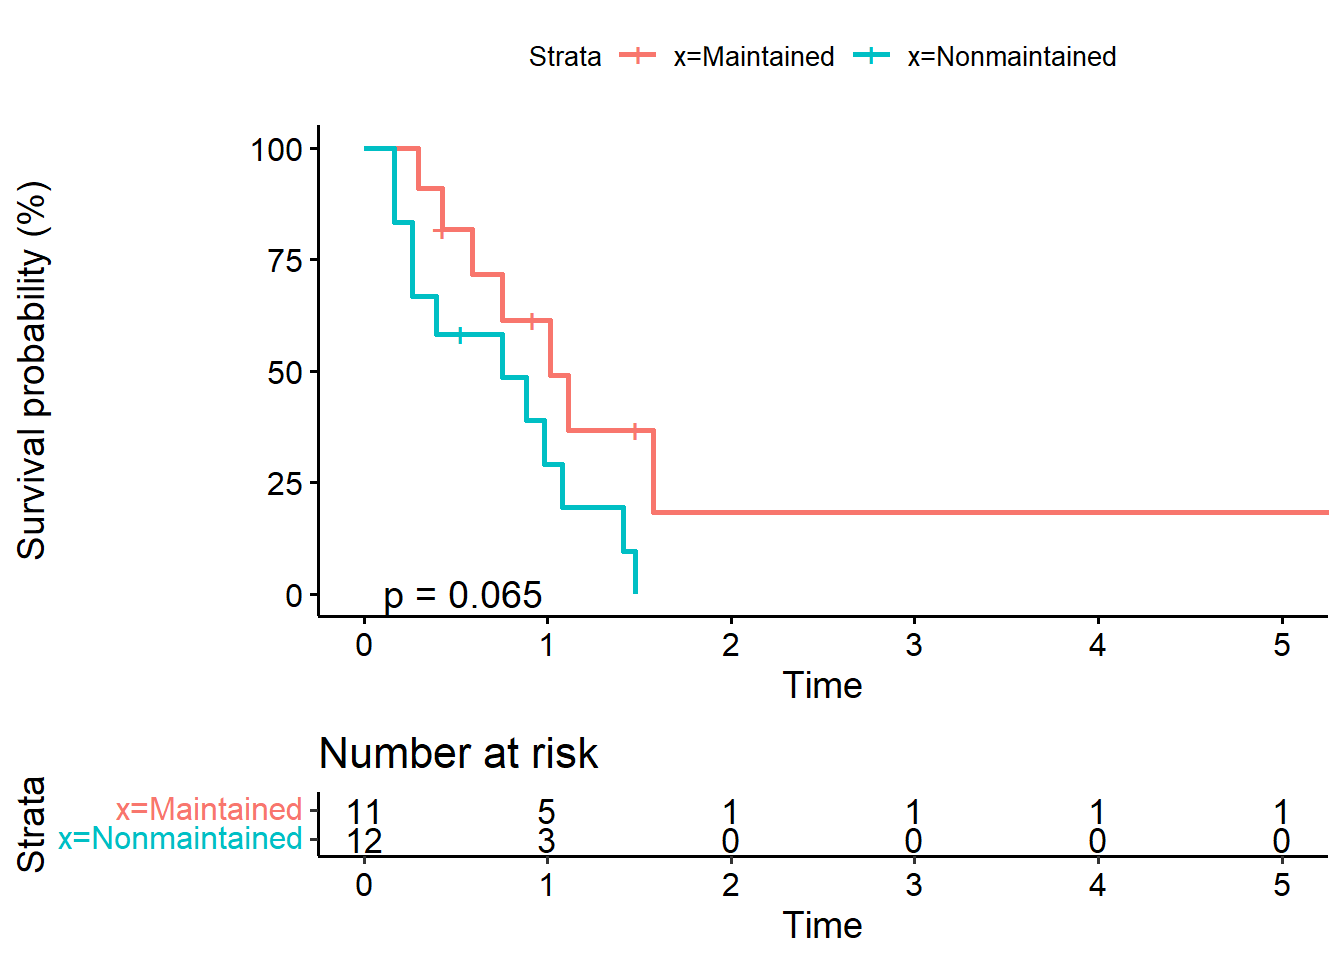 Strata x=Maintained x=Nonmaintained
Survival probability (%)
100
75
50
25
0
p = 0.065
0 1 2 3 4 5
Time
Number at risk
Strata
x=Maintained 11 5 1 1 1 1
x=Nonmaintained 12 3 0 0 0 0
0 1 2 3 4 5
Time